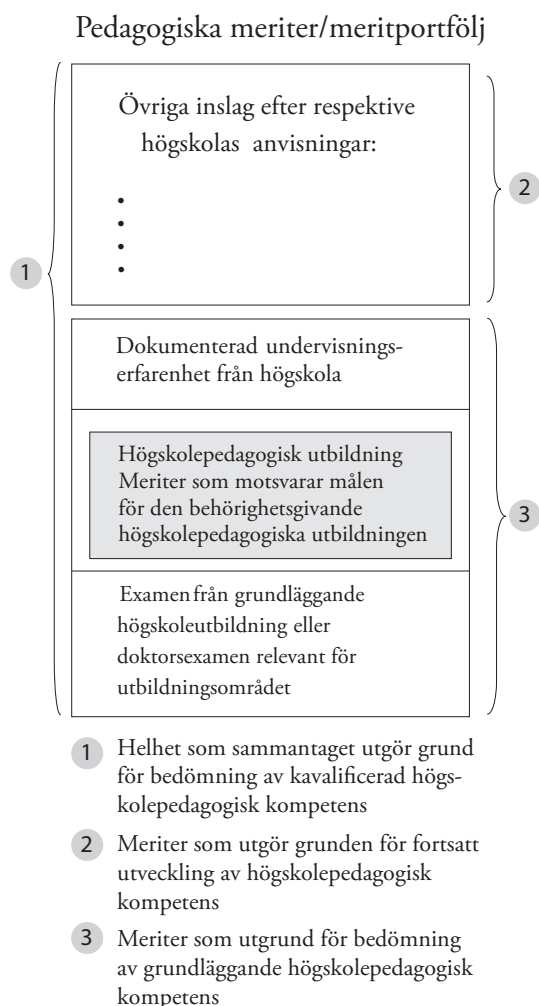 Pedagogiska meriter/meritportfölj
Övriga inslag efter respektive
högskolas anvisningar:
•
•
•
•
1
2
Dokumenterad undervisnings-
erfarenhet från högskola
Högskolepedagogisk utbildning
Meriter som motsvarar målen
för den behörighetsgivande
högskolepedagogiska utbildningen
3
Examen från grundläggande
högskoleutbildning eller
doktorsexamen relevant för
utbildningsområdet
1 Helhet som sammantaget utgör grund
för bedömning av kavalificerad högs-
kolepedagogisk kompetens
2 Meriter som utgör grunden för fortsatt
utveckling av högskolepedagogisk
kompetens
3 Meriter som utgrund för bedömning
av grundläggande högskolepedagogisk
kompetens